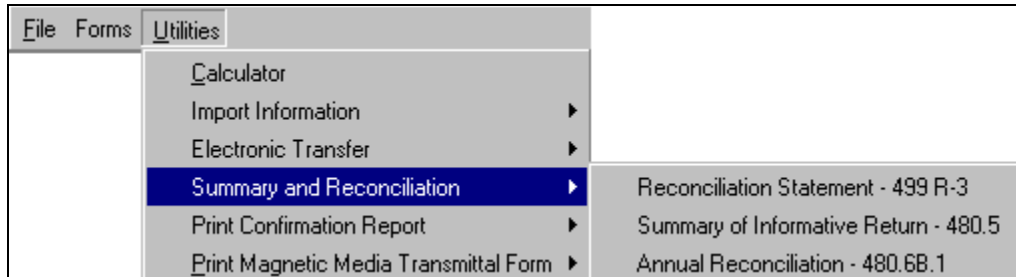 File Forms Utilities
Calculator
Import Information
Electronic Transfer
Summary and Reconciliation
Print Confirmation Report
Print Magnetic Media Transmittal Form
Reconciliation Statement - 499 R-3
Summary of Informative Return - 480.5
Annual Reconciliation - 480.6B.1